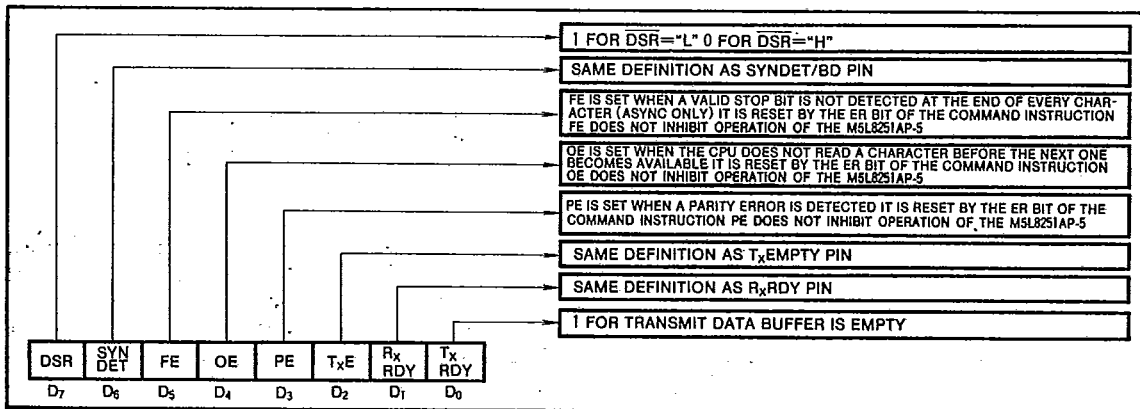 1 FOR DSR="L" 0 FOR DSR="H"
SAME DEFINITION AS SYNDET/BD PIN
FE IS SET WHEN A VALID STOP BIT IS NOT DETECTED AT THE END OF EVERY CHAR-
ACTER (ASYNC ONLY) IT IS RESET BY THE ER BIT OF THE COMMAND INSTRUCTION
FE DOES NOT INHIBIT OPERATION OF THE M5L8251AP-5
OE IS SET WHEN THE CPU DOES NOT READ A CHARACTER BEFORE THE NEXT ONE
BECOMES AVAILABLE IT IS RESET BY THE ER BIT OF THE COMMAND INSTRUCTION
OE DOES NOT INHIBIT OPERATION OF THE M5L8251AP-5
PE IS SET WHEN A PARITY ERROR IS DETECTED IT IS RESET BY THE ER BIT OF THE
COMMAND INSTRUCTION PE DOES NOT INHIBIT OPERATION OF THE M5L8251AP-5
SAME DEFINITION AS TxEMPTY PIN
SAME DEFINITION AS RxRDY PIN
1 FOR TRANSMIT DATA BUFFER IS EMPTY
DSR SYN DET FE OE PE TxE Rx RDY Tx RDY
D7 D6 D5 D4 D3 D2 D1 D0